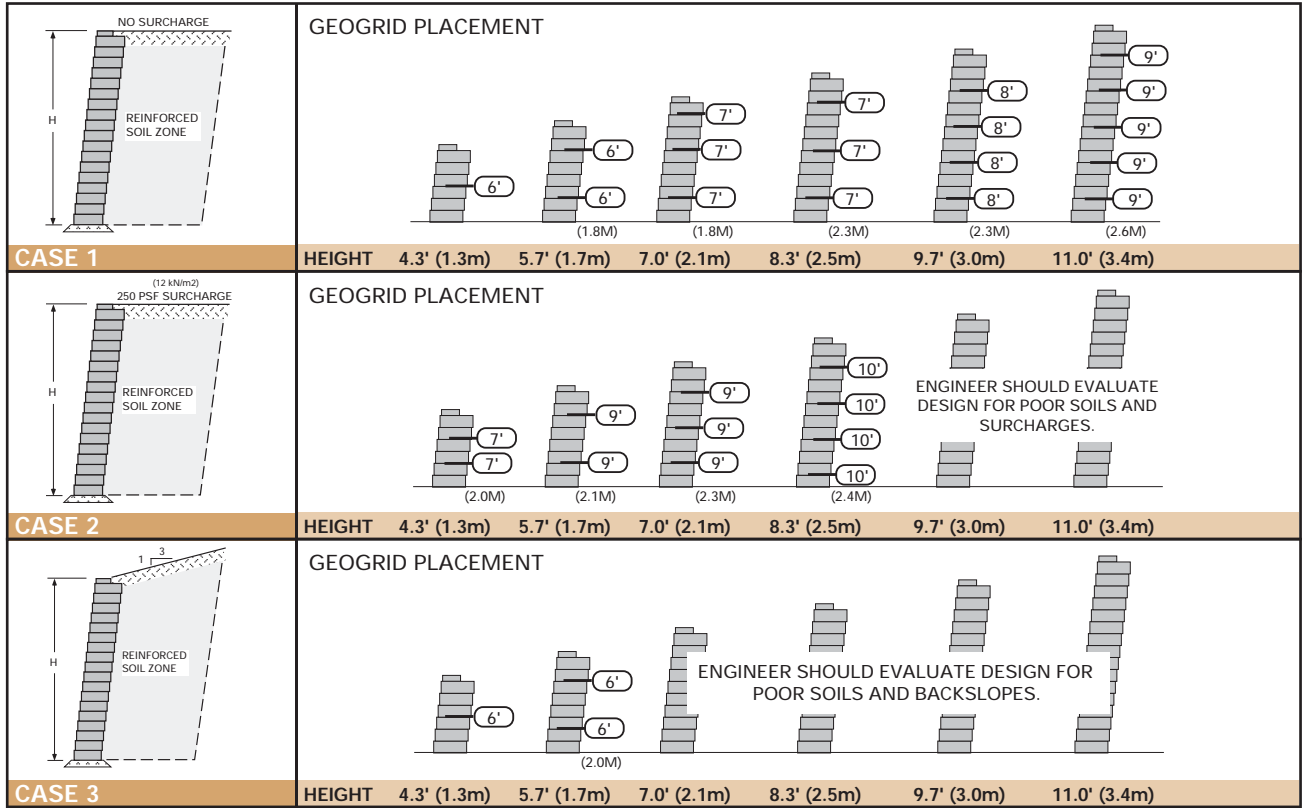 NO SURCHARGE
H
REINFORCED
SOIL ZONE
CASE 1
GEOGRID PLACEMENT
6'
6'
6'
7'
7'
7'
7'
7'
7'
8'
8'
8'
8'
9'
9'
9'
9'
9'
(1.8M) (1.8M) (2.3M) (2.3M) (2.6M)
HEIGHT 4.3' (1.3m) 5.7' (1.7m) 7.0' (2.1m) 8.3' (2.5m) 9.7' (3.0m) 11.0' (3.4m)
(12 kN/m2)
250 PSF SURCHARGE
H
REINFORCED
SOIL ZONE
CASE 2
GEOGRID PLACEMENT
7'
7'
9'
9'
9'
9'
9'
10'
10'
10'
10'
ENGINEER SHOULD EVALUATE
DESIGN FOR POOR SOILS AND
SURCHARGES.
(2.0M) (2.1M) (2.3M) (2.4M)
HEIGHT 4.3' (1.3m) 5.7' (1.7m) 7.0' (2.1m) 8.3' (2.5m) 9.7' (3.0m) 11.0' (3.4m)
1 3
H
REINFORCED
SOIL ZONE
CASE 3
GEOGRID PLACEMENT
6'
6'
6'
ENGINEER SHOULD EVALUATE DESIGN FOR
POOR SOILS AND BACKSLOPES.
(2.0M)
HEIGHT 4.3' (1.3m) 5.7' (1.7m) 7.0' (2.1m) 8.3' (2.5m) 9.7' (3.0m) 11.0' (3.4m)